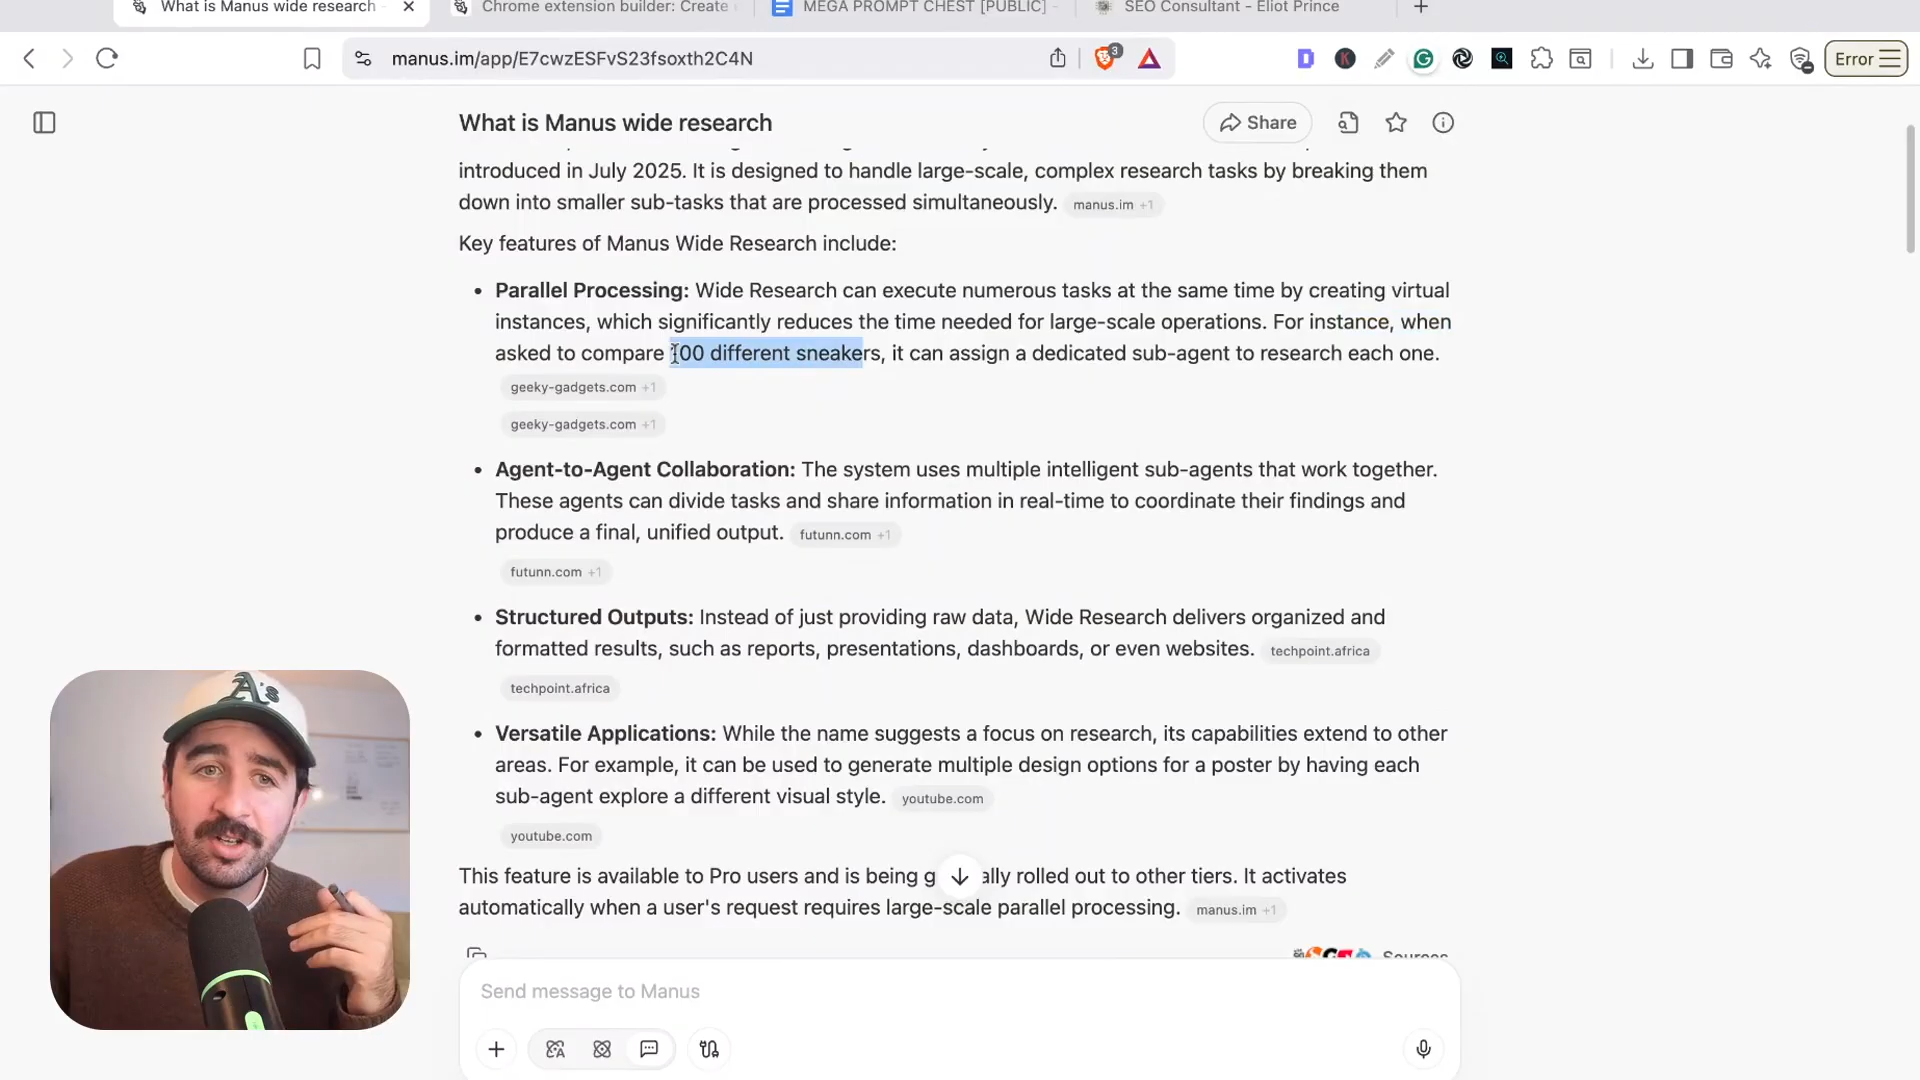 What is Manus wide research
Chrome extension builder: Create
MEGA PROMPT CHEST [PUBLIC] -
SEO Consultant - Eliot Prince
manus.im/app/E7cwzESFvS23fsoxth2C4N
3
Error
What is Manus wide research
Share
introduced in July 2025. It is designed to handle large-scale, complex research tasks by breaking them
down into smaller sub-tasks that are processed simultaneously. manus.im +1
Key features of Manus Wide Research include:
• Parallel Processing: Wide Research can execute numerous tasks at the same time by creating virtual
instances, which significantly reduces the time needed for large-scale operations. For instance, when
asked to compare 100 different sneakers, it can assign a dedicated sub-agent to research each one.
geeky-gadgets.com +1
geeky-gadgets.com +1
• Agent-to-Agent Collaboration: The system uses multiple intelligent sub-agents that work together.
These agents can divide tasks and share information in real-time to coordinate their findings and
produce a final, unified output. futunn.com +1
futunn.com +1
• Structured Outputs: Instead of just providing raw data, Wide Research delivers organized and
formatted results, such as reports, presentations, dashboards, or even websites. techpoint.africa
techpoint.africa
• Versatile Applications: While the name suggests a focus on research, its capabilities extend to other
areas. For example, it can be used to generate multiple design options for a poster by having each
sub-agent explore a different visual style. youtube.com
youtube.com
This feature is available to Pro users and is being g ally rolled out to other tiers. It activates
automatically when a user's request requires large-scale parallel processing. manus.im +1
Sources
Send message to Manus
A's